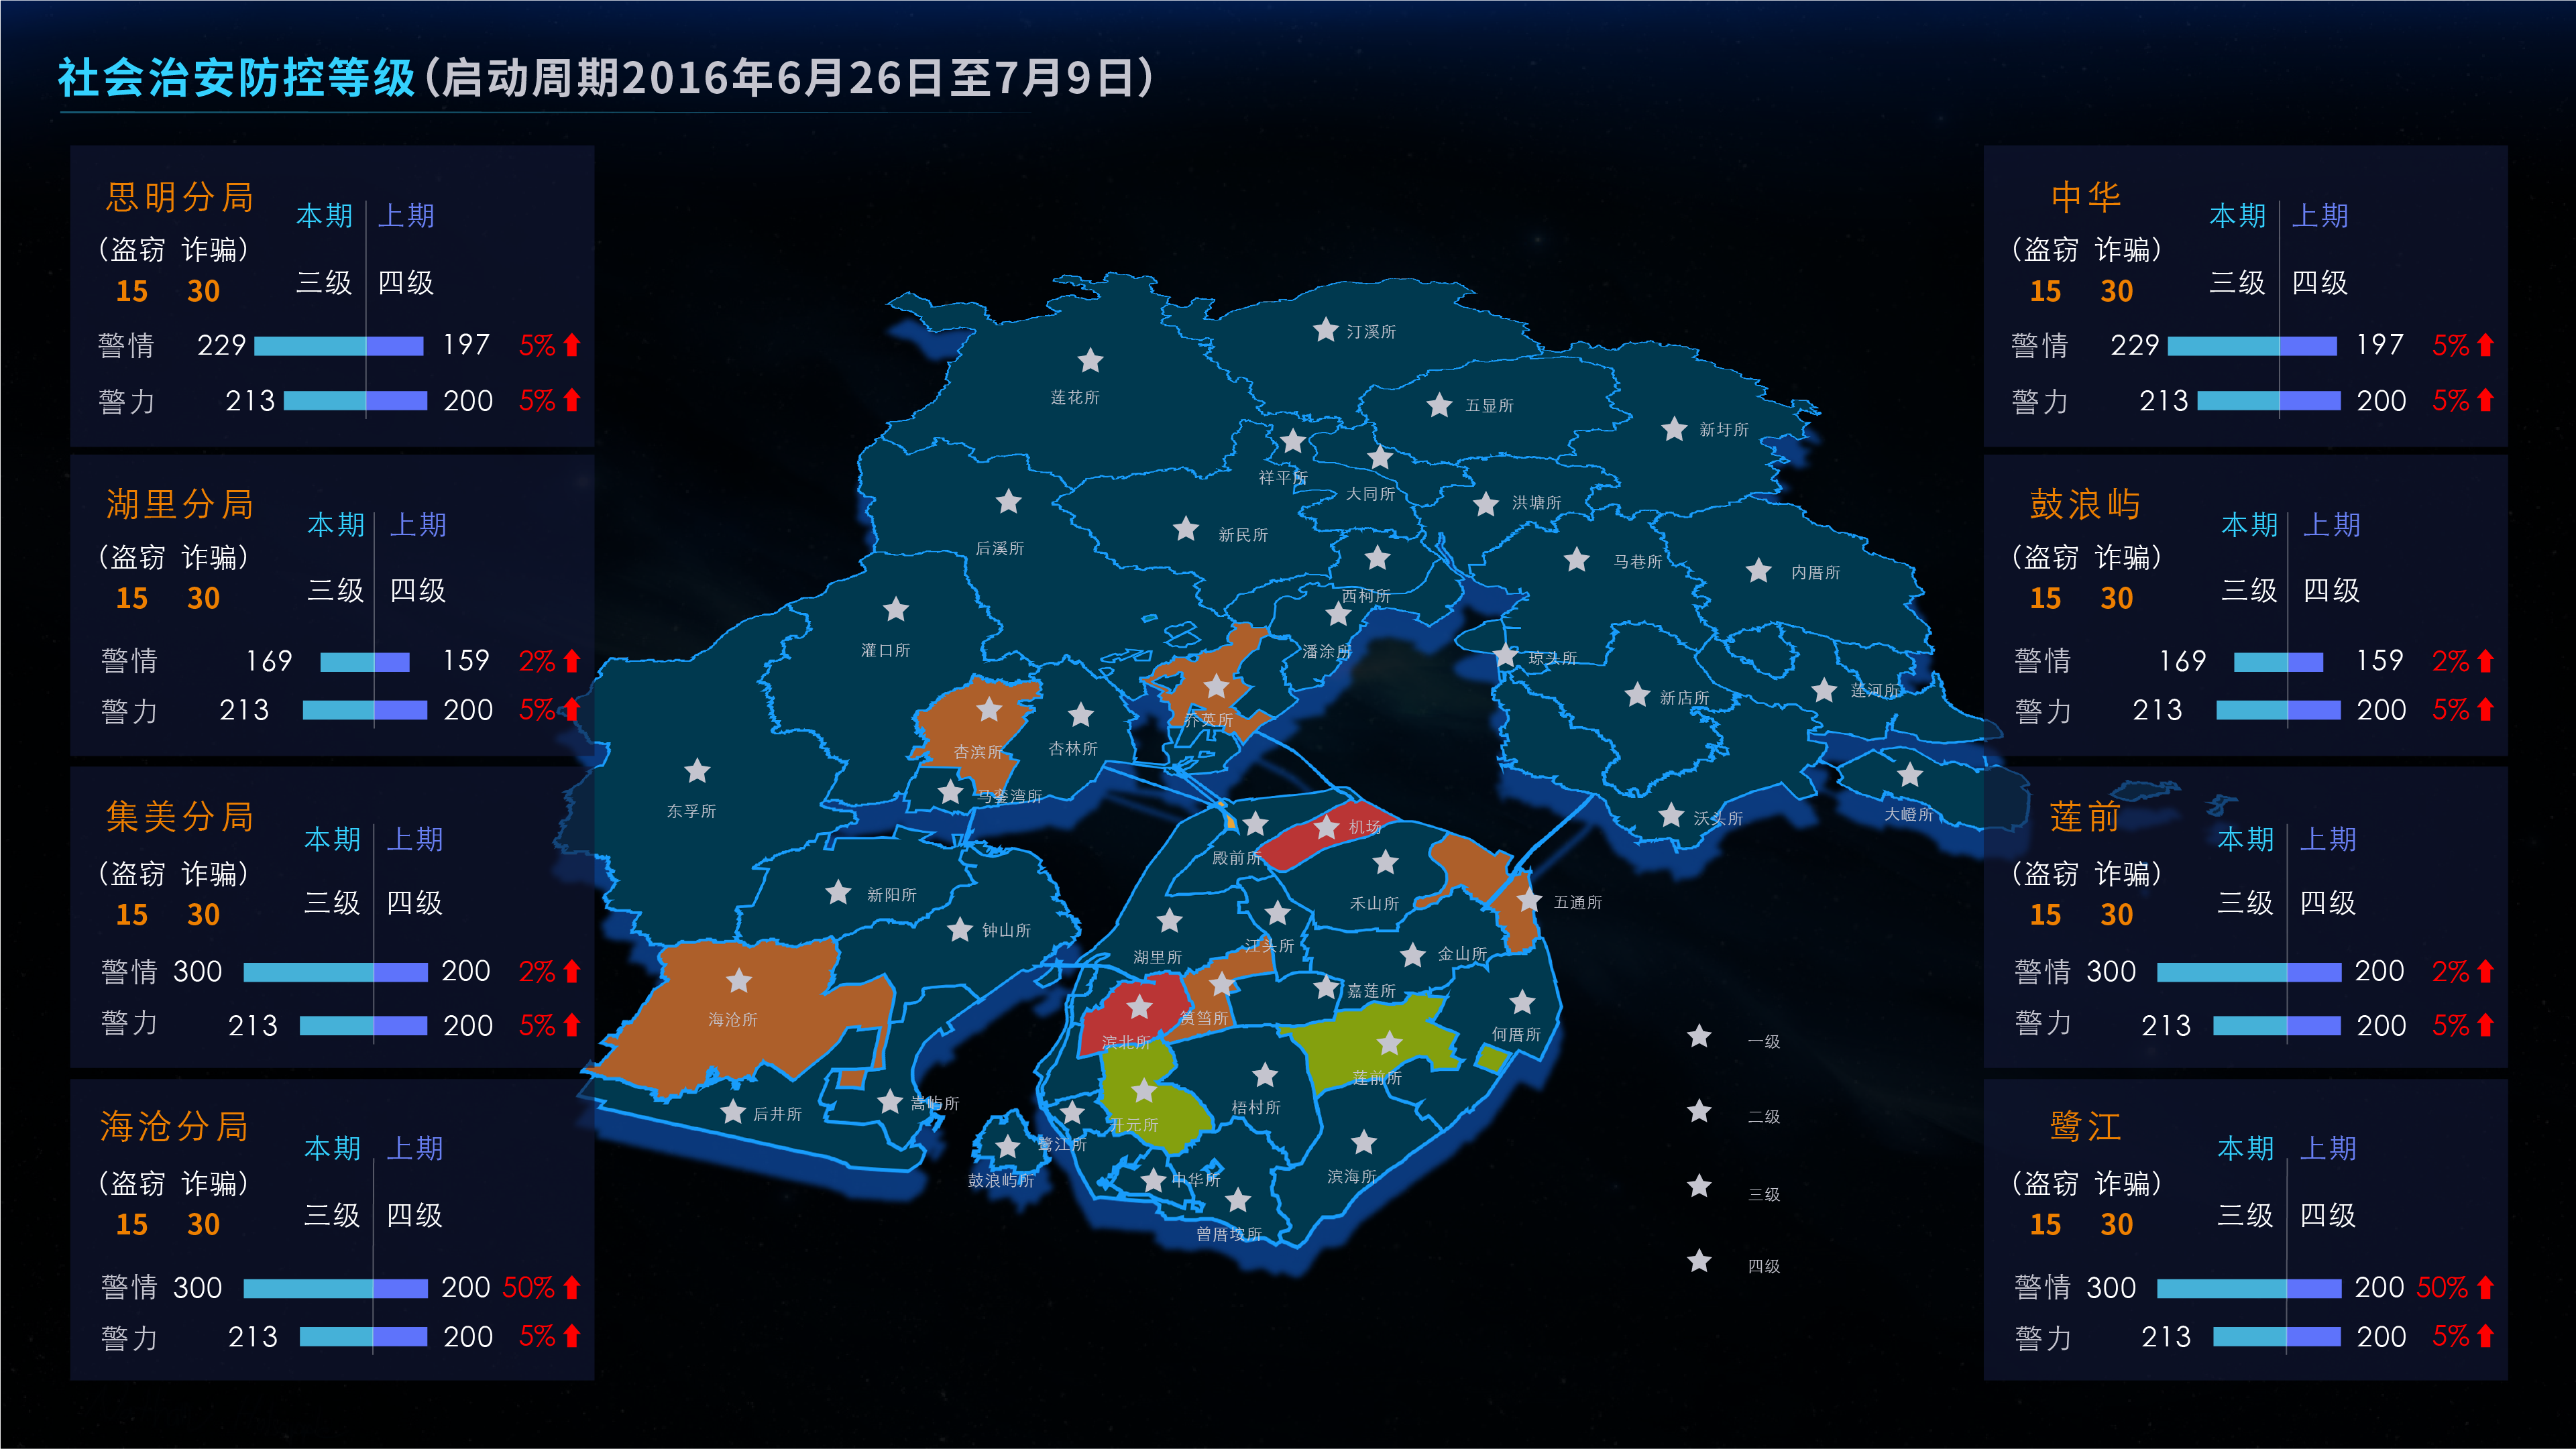 社会治安防控等级(启动周期2016年6月26日至7月9日)
思明分局
本期 上期
(盗窃 诈骗)
15 30
三级 四级
警情 229 197 5%
警力 213 200 5%
湖里分局
本期 上期
(盗窃 诈骗)
15 30
三级 四级
警情 169 159 2%
警力 213 200 5%
集美分局
本期 上期
(盗窃 诈骗)
15 30
三级 四级
警情 300 200 2%
警力 213 200 5%
海沧分局
本期 上期
(盗窃 诈骗)
15 30
三级 四级
警情 300 200 50%
警力 213 200 5%
汀溪所
莲花所
五显所
新圩所
祥平所
大同所
洪塘所
新民所
后溪所
马巷所
内厝所
西柯所
灌口所
潘涂所
琼头所
新店所
莲河所
乔英所
杏滨所
杏林所
马銮湾所
东孚所
大嶝所
沃头所
机场
殿前所
禾山所
五通所
新阳所
钟山所
江头所
湖里所
金山所
嘉莲所
海沧所
筼筜所
滨北所
何厝所
莲前所
嵩屿所
后井所
梧村所
开元所
鹭江所
鼓浪屿所
中华所
滨海所
曾厝垵所
一级
二级
三级
四级
中华
本期 上期
(盗窃 诈骗)
15 30
三级 四级
警情 229 197 5%
警力 213 200 5%
鼓浪屿
本期 上期
(盗窃 诈骗)
15 30
三级 四级
警情 169 159 2%
警力 213 200 5%
莲前
本期 上期
(盗窃 诈骗)
15 30
三级 四级
警情 300 200 2%
警力 213 200 5%
鹭江
本期 上期
(盗窃 诈骗)
15 30
三级 四级
警情 300 200 50%
警力 213 200 5%